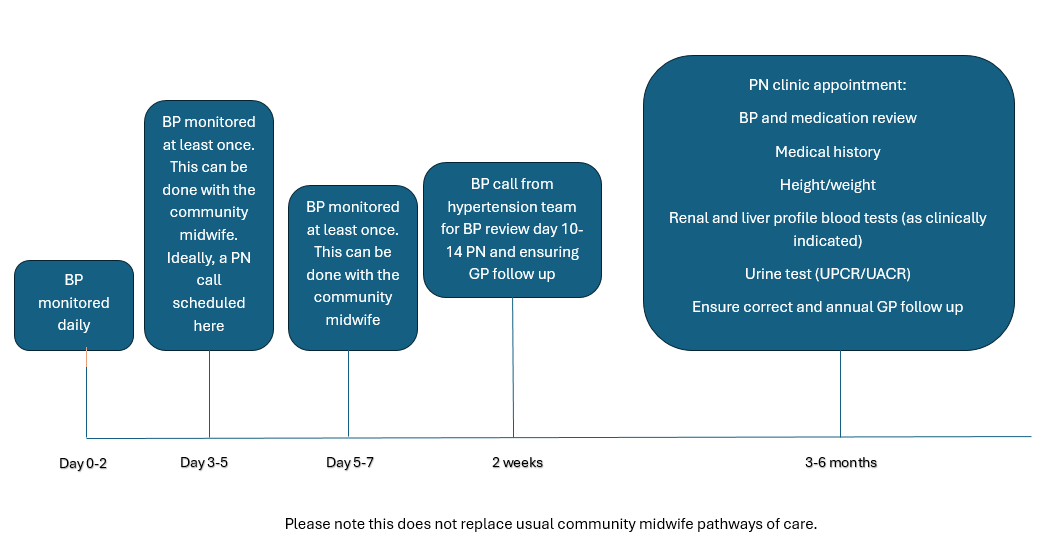 BP
monitored
daily
BP monitored
at least once.
This can be
done with the
community
midwife.
Ideally, a PN
call
scheduled
here
BP monitored
at least once.
This can be
done with the
community
midwife
BP call from
hypertension team
for BP review day 10-
14 PN and ensuring
GP follow up
PN clinic appointment:
BP and medication review
Medical history
Height/weight
Renal and liver profile blood tests (as clinically
indicated)
Urine test (UPCR/UACR)
Ensure correct and annual GP follow up
Day 0-2
Day 3-5
Day 5-7
2 weeks
3-6 months
Please note this does not replace usual community midwife pathways of care.